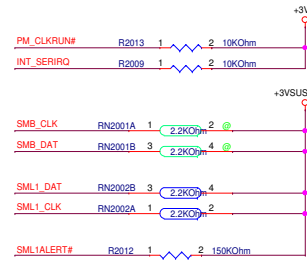 +3V
PM_CLKRUN# R2013 1 2 10KOhm
INT_SERIRQ R2009 1 2 10KOhm
+3VSUS
SMB_CLK RN2001A 1 2.2KOhm 2 @
SMB_DAT RN2001B 3 2.2KOhm 4 @
SML1_DAT RN2002B 3 2.2KOhm 4
SML1_CLK RN2002A 1 2.2KOhm 2
SML1ALERT# R2012 1 2 150KOhm